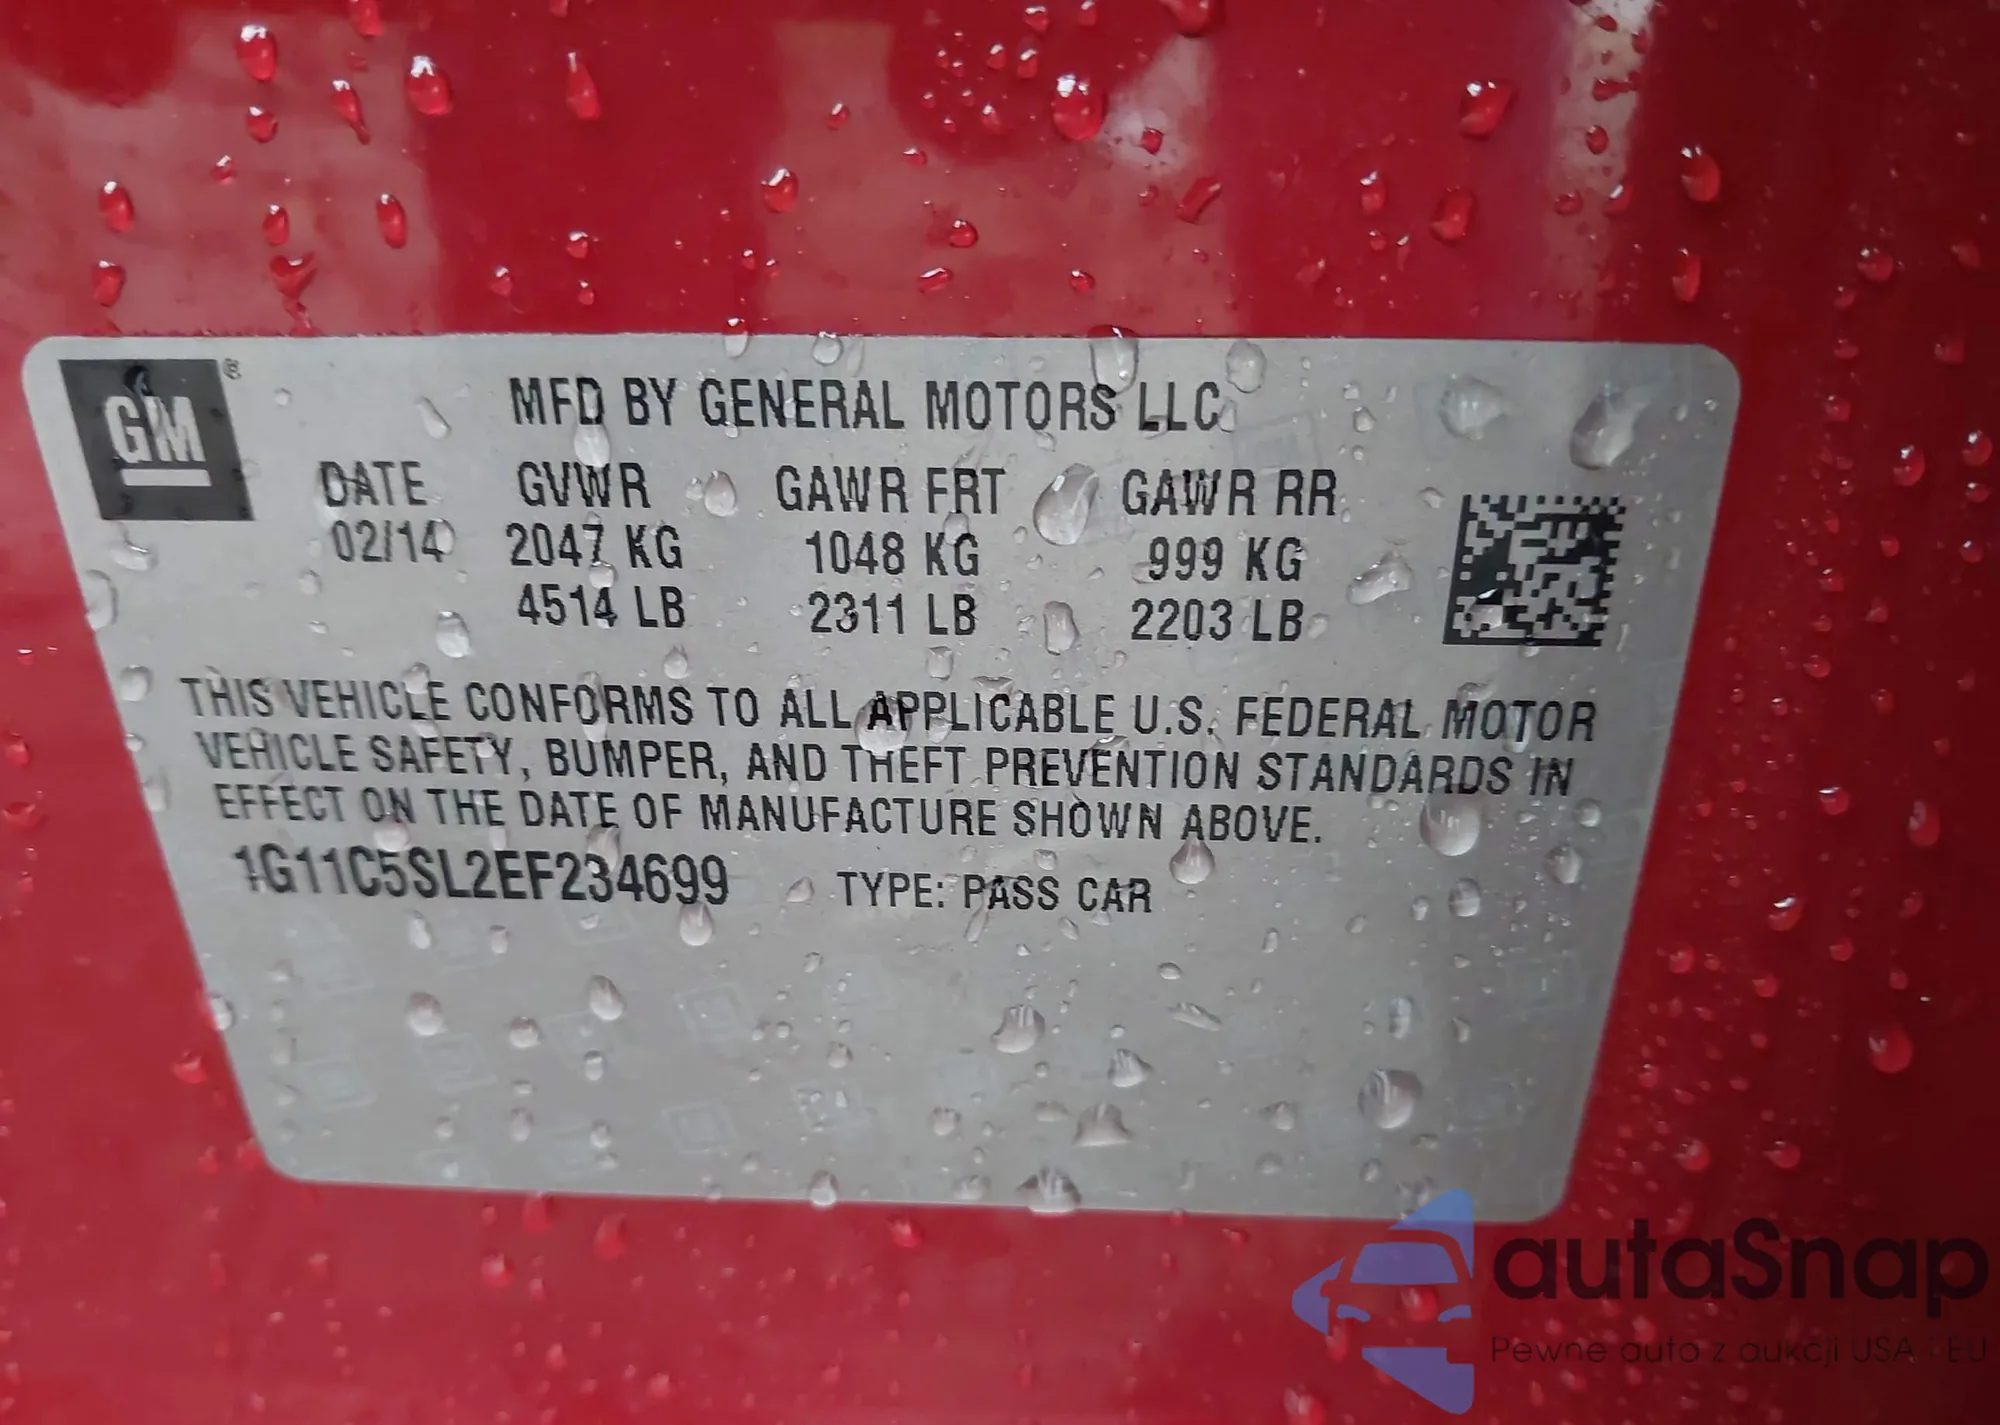 GM ®
MFD BY GENERAL MOTORS LLC
DATE GVWR GAWR FRT GAWR RR
02/14 2047 KG 1048 KG 999 KG
4514 LB 2311 LB 2203 LB
THIS VEHICLE CONFORMS TO ALL APPLICABLE U.S. FEDERAL MOTOR
VEHICLE SAFETY, BUMPER, AND THEFT PREVENTION STANDARDS IN
EFFECT ON THE DATE OF MANUFACTURE SHOWN ABOVE.
1G11C5SL2EF234699 TYPE: PASS CAR
autaSnap
Pewne auto z aukcji USA i EU